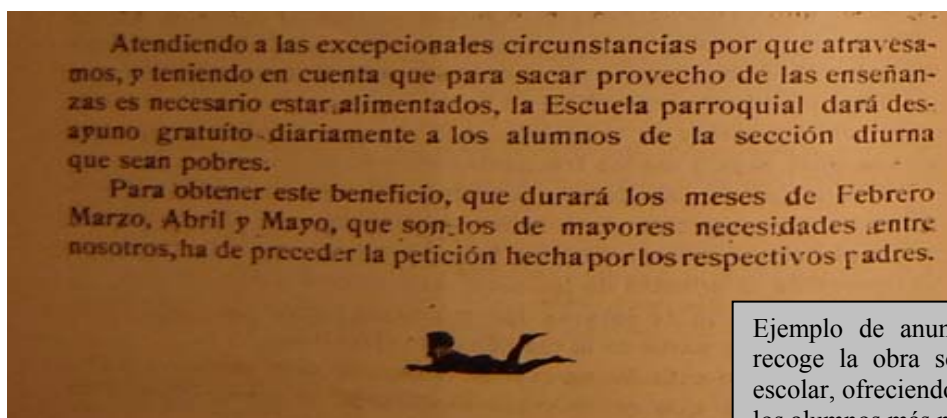 Atendiendo a las excepcionales circunstancias por que atravesa-
mos, y teniendo en cuenta que para sacar provecho de las enseñan-
zas es necesario estar alimentados, la Escuela parroquial dará des-
ayuno gratuíto diariamente a los alumnos de la sección diurna
que sean pobres.
Para obtener este beneficio, que durará los meses de Febrero
Marzo, Abril y Mayo, que son los de mayores necesidades entre
nosotros, ha de preceder la petición hecha por los respectivos padres.
Ejemplo de
recoge la obra
escolar, ofreciendo